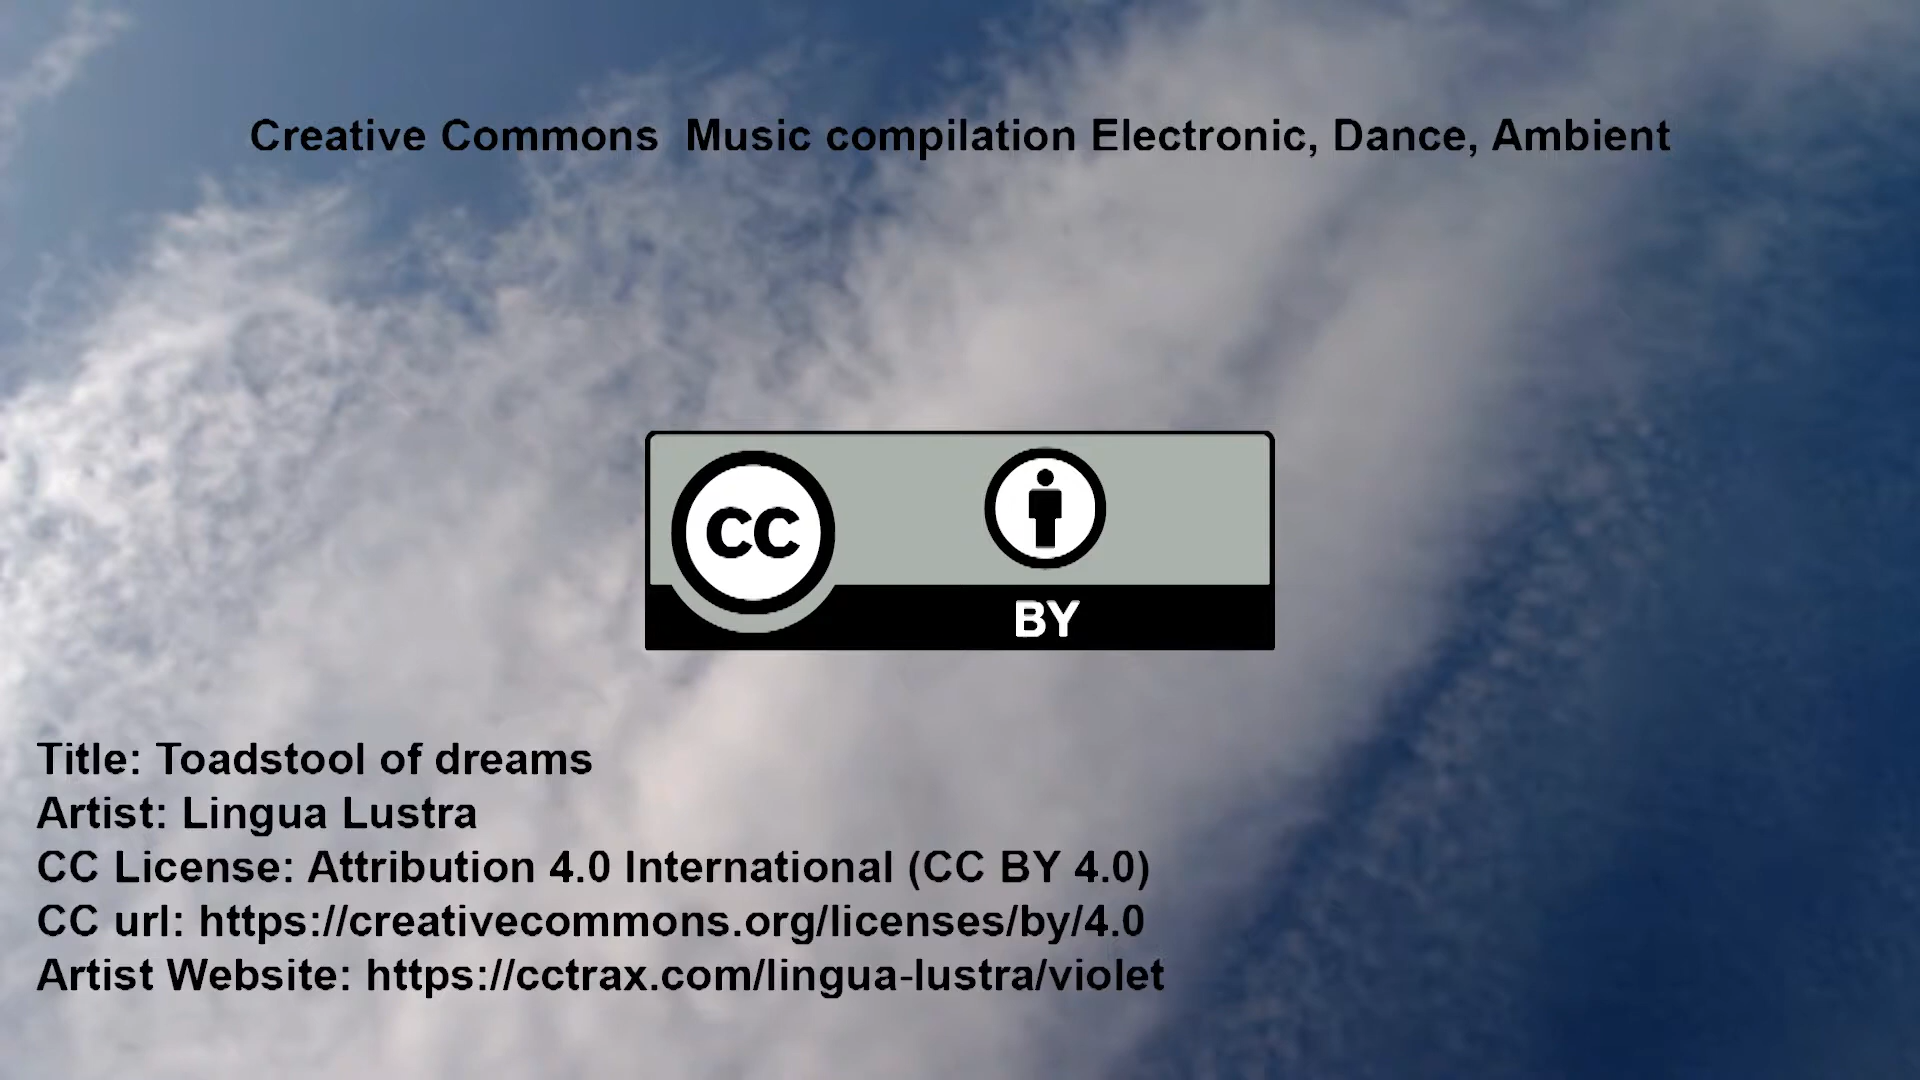 Creative Commons  Music compilation Electronic, Dance, Ambient
CC
BY
Title: Toadstool of dreams
Artist: Lingua Lustra
CC License: Attribution 4.0 International (CC BY 4.0)
CC url: https://creativecommons.org/licenses/by/4.0
Artist Website: https://cctrax.com/lingua-lustra/violet